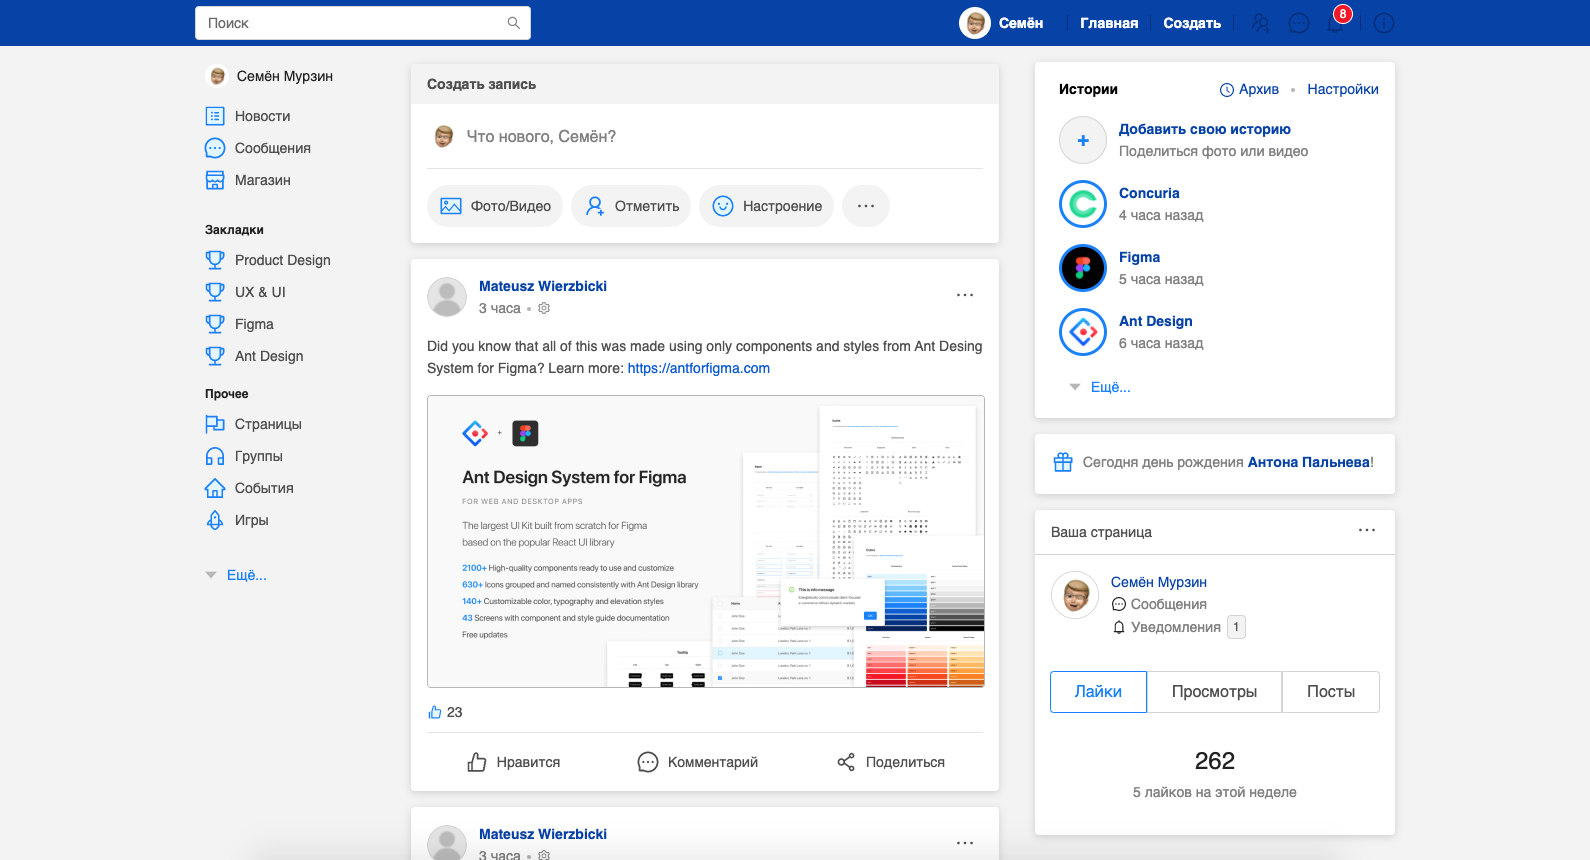 Поиск
Семён
Главная
Создать
8
Семён Мурзин
Новости
Сообщения
Магазин
Закладки
Product Design
UX & UI
Figma
Ant Design
Прочее
Страницы
Группы
События
Игры
Ещё...
Создать запись
Что нового, Семён?
Фото/Видео
Отметить
Настроение
Mateusz Wierzbicki
3 часа
Did you know that all of this was made using only components and styles from Ant Desing
System for Figma? Learn more: https://antforfigma.com
Ant Design System for Figma
FOR WEB AND DESKTOP APPS
The largest UI Kit built from scratch for Figma
based on the popular React UI library
2100+ High-quality components ready to use and customize
630+ Icons grouped and named consistently with Ant Design library
140+ Customizable color, typography and elevation styles
43 Screens with component and style guide documentation
Free updates
This is info message
Tooltip
23
Нравится
Комментарий
Поделиться
Mateusz Wierzbicki
3 часа
Истории
Архив • Настройки
Добавить свою историю
Поделиться фото или видео
Concuria
4 часа назад
Figma
5 часа назад
Ant Design
6 часа назад
Ещё...
Сегодня день рождения Антона Пальнева!
Ваша страница
Семён Мурзин
Сообщения
Уведомления 1
Лайки
Просмотры
Посты
262
5 лайков на этой неделе